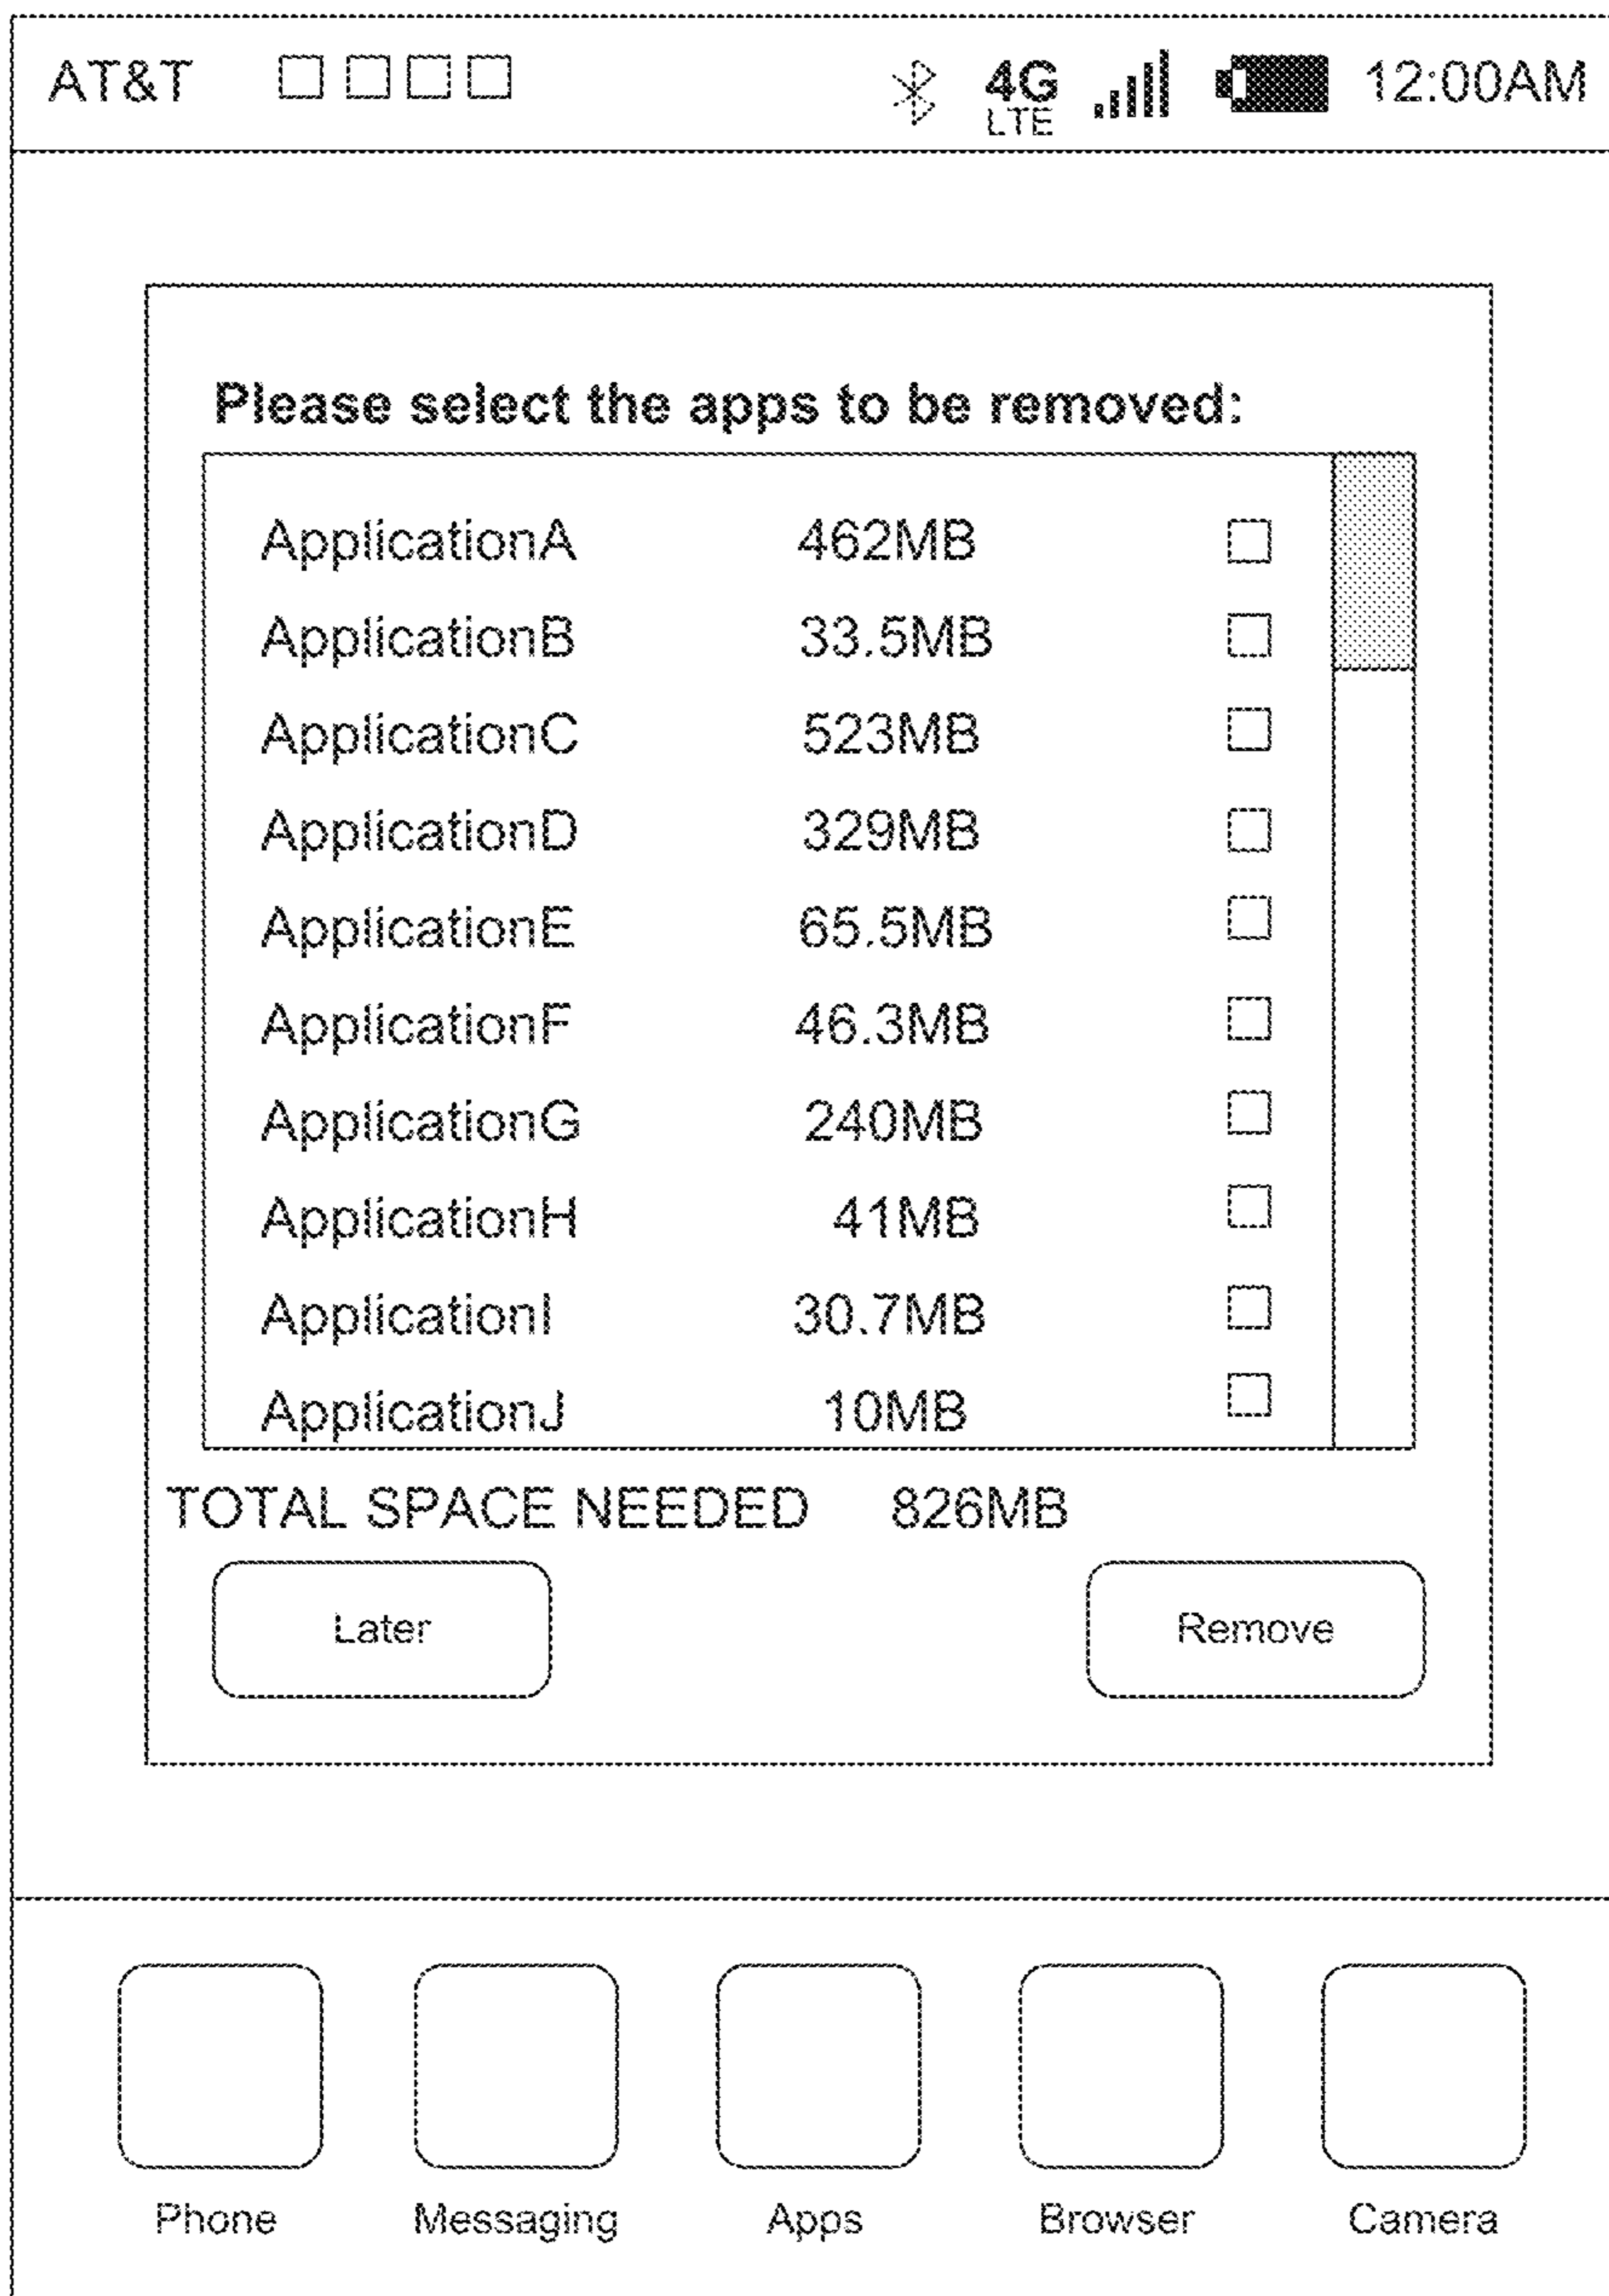 AT&T 4G LTE 12:00AM
Please select the apps to be removed:
ApplicationA 462MB
ApplicationB 33.5MB
ApplicationC 523MB
ApplicationD 329MB
ApplicationE 65.5MB
ApplicationF 46.3MB
ApplicationG 240MB
ApplicationH 41MB
ApplicationI 30.7MB
ApplicationJ 10MB
TOTAL SPACE NEEDED 826MB
Later Remove
Phone Messaging Apps Browser Camera